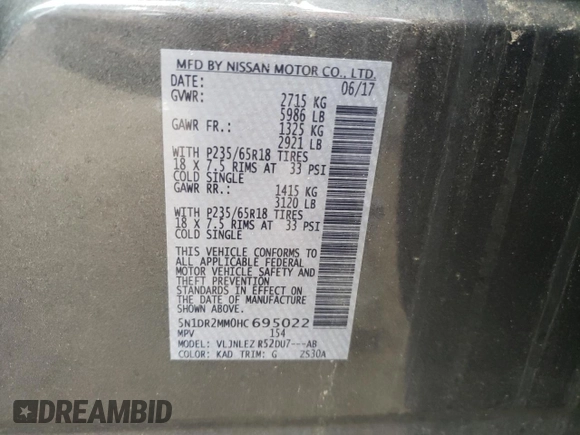 MFD BY NISSAN MOTOR CO., LTD.
DATE: 06/17
GVWR: 2715 KG
5986 LB
GAWR FR.: 1325 KG
2921 LB
WITH P235/65R18 TIRES
18 X 7.5 RIMS AT 33 PSI
COLD SINGLE
GAWR RR.: 1415 KG
3120 LB
WITH P235/65R18 TIRES
18 X 7.5 RIMS AT 33 PSI
COLD SINGLE
THIS VEHICLE CONFORMS TO
ALL APPLICABLE FEDERAL
MOTOR VEHICLE SAFETY AND
THEFT PREVENTION
STANDARDS IN EFFECT ON
THE DATE OF MANUFACTURE
SHOWN ABOVE.
5N1DR2MM0HC695022
MPV 154
MODEL: VLJNLEZ R52DU7---AB
COLOR: KAD TRIM: G ZS30A
DREAMBID